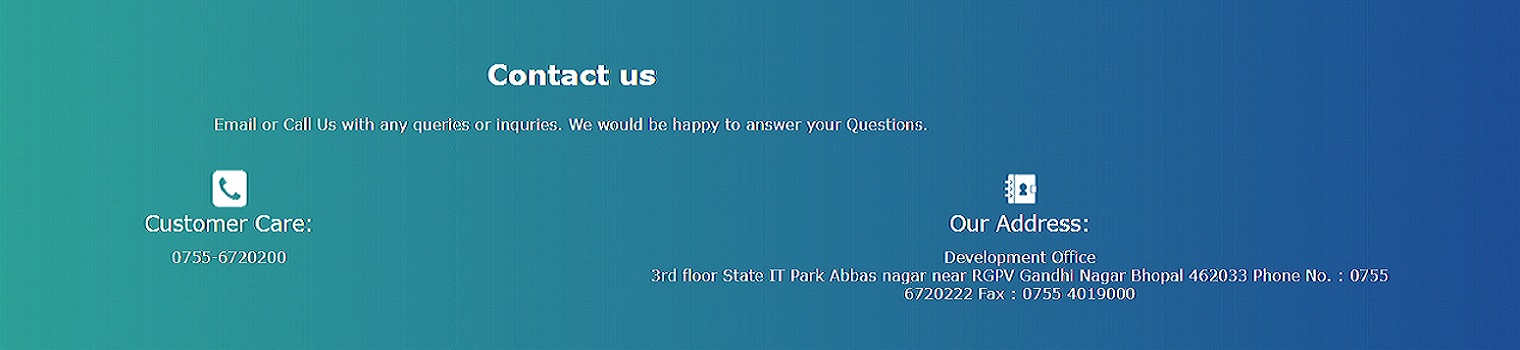 Contact us
Email or Call Us with any queries or inquries. We would be happy to answer your Questions.
Customer Care:
0755-6720200
Our Address:
Development Office
3rd floor State IT Park Abbas nagar near RGPV Gandhi Nagar Bhopal 462033 Phone No. : 0755
6720222 Fax : 0755 4019000